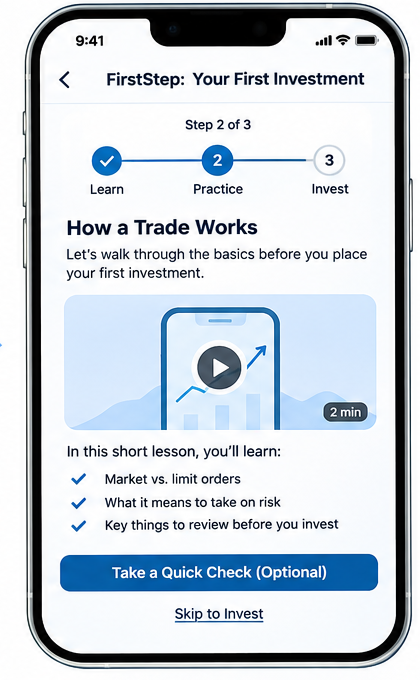 9:41
FirstStep: Your First Investment
Step 2 of 3
2
3
Learn
Practice
Invest
How a Trade Works
Let's walk through the basics before you place
your first investment.
2 min
In this short lesson, you'll learn:
Market vs. limit orders
What it means to take on risk
Key things to review before you invest
Take a Quick Check (Optional)
Skip to Invest